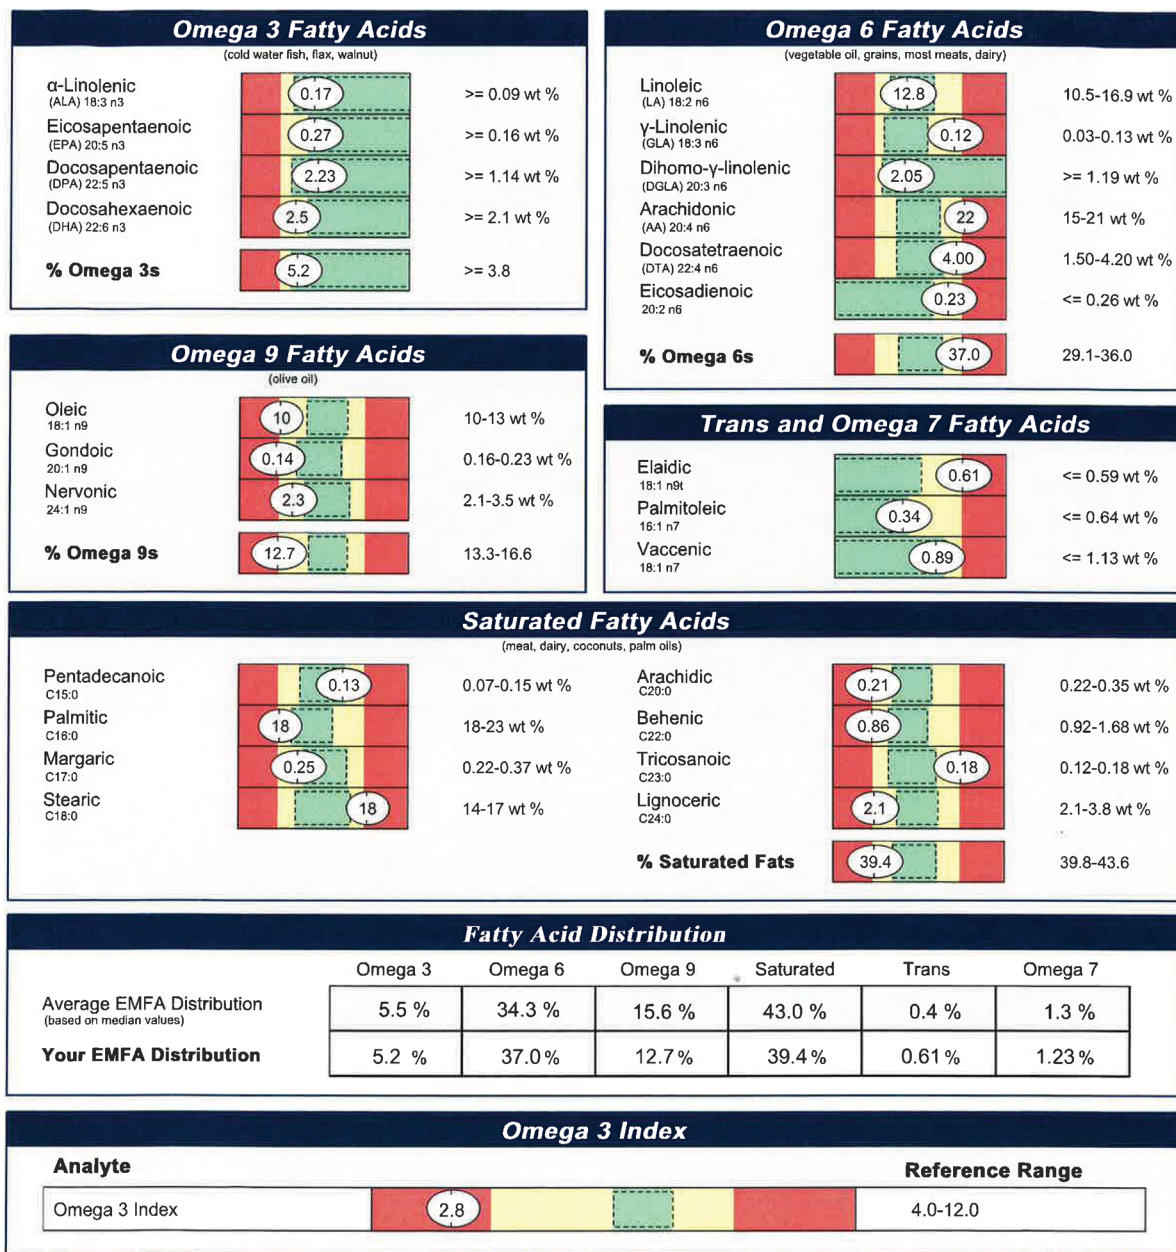 Omega 3 Fatty Acids
(cold water fish, flax, walnut)
α-Linolenic 0.17 >= 0.09 wt %
(ALA) 18:3 n3
Eicosapentaenoic 0.27 >= 0.16 wt %
(EPA) 20:5 n3
Docosapentaenoic 2.23 >= 1.14 wt %
(DPA) 22:5 n3
Docosahexaenoic 2.5 >= 2.1 wt %
(DHA) 22:6 n3
% Omega 3s 5.2 >= 3.8
Omega 6 Fatty Acids
(vegetable oil, grains, most meats, dairy)
Linoleic 12.8 10.5-16.9 wt %
(LA) 18:2 n6
γ-Linolenic 0.12 0.03-0.13 wt %
(GLA) 18:3 n6
Dihomo-γ-linolenic 2.05 >= 1.19 wt %
(DGLA) 20:3 n6
Arachidonic 22 15-21 wt %
(AA) 20:4 n6
Docosatetraenoic 4.00 1.50-4.20 wt %
(DTA) 22:4 n6
Eicosadienoic 0.23 <= 0.26 wt %
20:2 n6
% Omega 6s 37.0 29.1-36.0
Omega 9 Fatty Acids
(olive oil)
Oleic 10 10-13 wt %
18:1 n9
Gondoic 0.14 0.16-0.23 wt %
20:1 n9
Nervonic 2.3 2.1-3.5 wt %
24:1 n9
% Omega 9s 12.7 13.3-16.6
Trans and Omega 7 Fatty Acids
Elaidic 0.61 <= 0.59 wt %
18:1 n9t
Palmitoleic 0.34 <= 0.64 wt %
16:1 n7
Vaccenic 0.89 <= 1.13 wt %
18:1 n7
Saturated Fatty Acids
(meat, dairy, coconuts, palm oils)
Pentadecanoic 0.13 0.07-0.15 wt %
C15:0
Palmitic 18 18-23 wt %
C16:0
Margaric 0.25 0.22-0.37 wt %
C17:0
Stearic 18 14-17 wt %
C18:0
Arachidic 0.21 0.22-0.35 wt %
C20:0
Behenic 0.86 0.92-1.68 wt %
C22:0
Tricosanoic 0.18 0.12-0.18 wt %
C23:0
Lignoceric 2.1 2.1-3.8 wt %
C24:0
% Saturated Fats 39.4 39.8-43.6
Fatty Acid Distribution
Omega 3 Omega 6 Omega 9 Saturated Trans Omega 7
Average EMFA Distribution 5.5 % 34.3 % 15.6 % 43.0 % 0.4 % 1.3 %
(based on median values)
Your EMFA Distribution 5.2 % 37.0 % 12.7 % 39.4 % 0.61 % 1.23 %
Omega 3 Index
Analyte Reference Range
Omega 3 Index 2.8 4.0-12.0